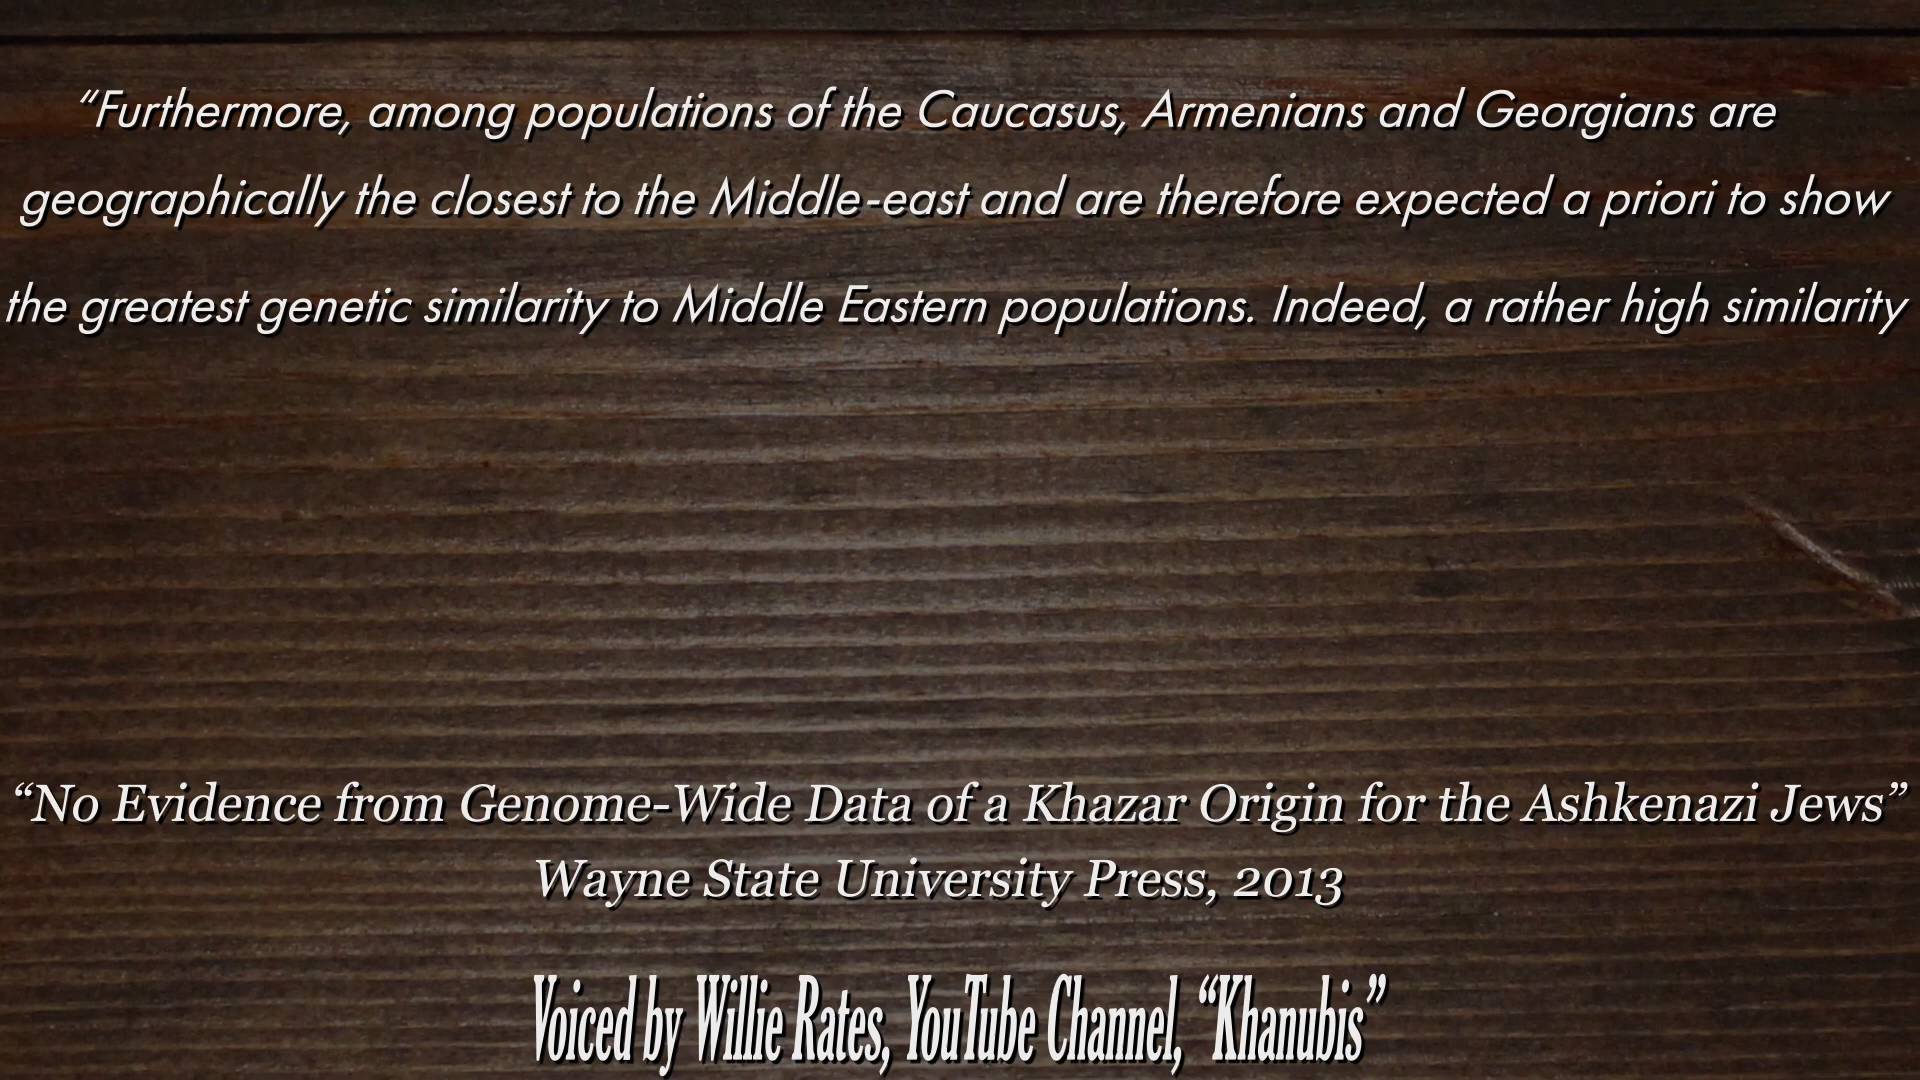 “Furthermore, among populations of the Caucasus, Armenians and Georgians are
geographically the closest to the Middle-east and are therefore expected a priori to show
the greatest genetic similarity to Middle Eastern populations. Indeed, a rather high similarity
“No Evidence from Genome-Wide Data of a Khazar Origin for the Ashkenazi Jews”
Wayne State University Press, 2013
Voiced by Willie Rates, YouTube Channel, “Khanubis”